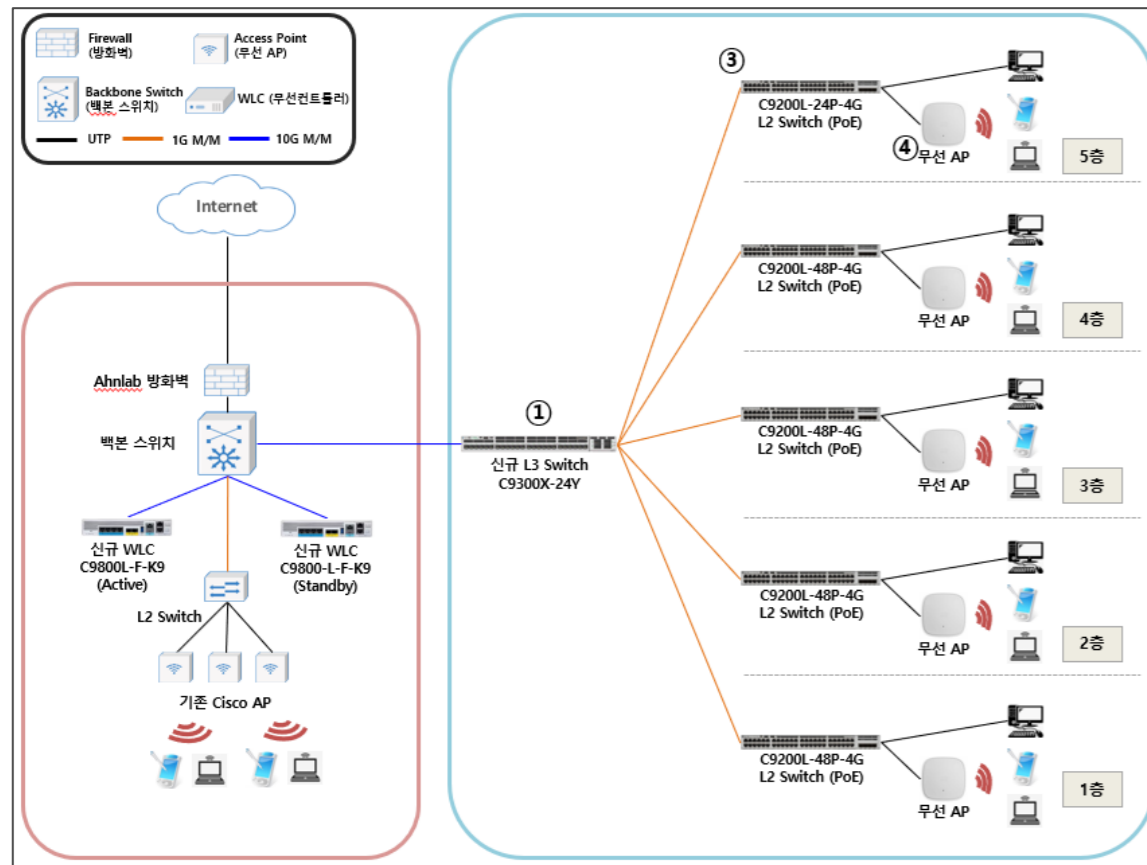 Firewall
(방화벽)
Access Point
(무선 AP)
Backbone Switch
(백본 스위치)
WLC (무선컨트롤러)
UTP
1G M/M
10G M/M
Internet
Ahnlab 방화벽
백본 스위치
신규 WLC
C9800L-F-K9
(Active)
신규 WLC
C9800-L-F-K9
(Standby)
L2 Switch
기존 Cisco AP
①
신규 L3 Switch
C9300X-24Y
③
C9200L-24P-4G
L2 Switch (PoE)
④
무선 AP
5층
C9200L-48P-4G
L2 Switch (PoE)
무선 AP
4층
C9200L-48P-4G
L2 Switch (PoE)
무선 AP
3층
C9200L-48P-4G
L2 Switch (PoE)
무선 AP
2층
C9200L-48P-4G
L2 Switch (PoE)
무선 AP
1층